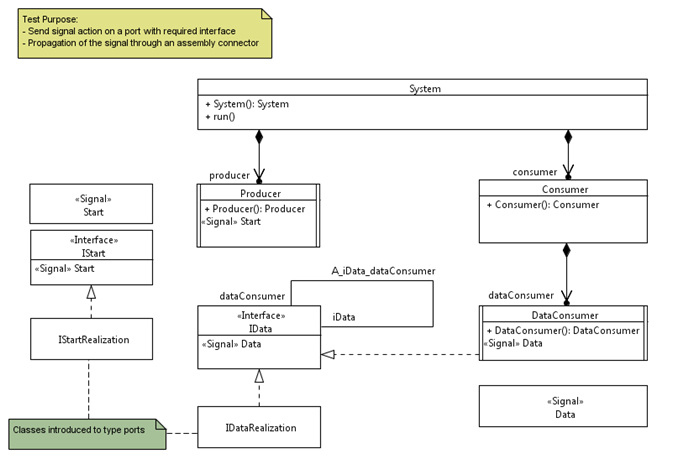 Test Purpose:
- Send signal action on a port with required interface
- Propagation of the signal through an assembly connector
System
+ System(): System
+ run()
producer
consumer
Producer
+ Producer(): Producer
«Signal» Start
Consumer
+ Consumer(): Consumer
«Signal»
Start
«Interface»
IStart
«Signal» Start
A_iData_dataConsumer
dataConsumer
«Interface»
IData
«Signal» Data
iData
dataConsumer
DataConsumer
+ DataConsumer(): DataConsumer
«Signal» Data
IStartRealization
«Signal»
Data
Classes introduced to type ports
IDataRealization